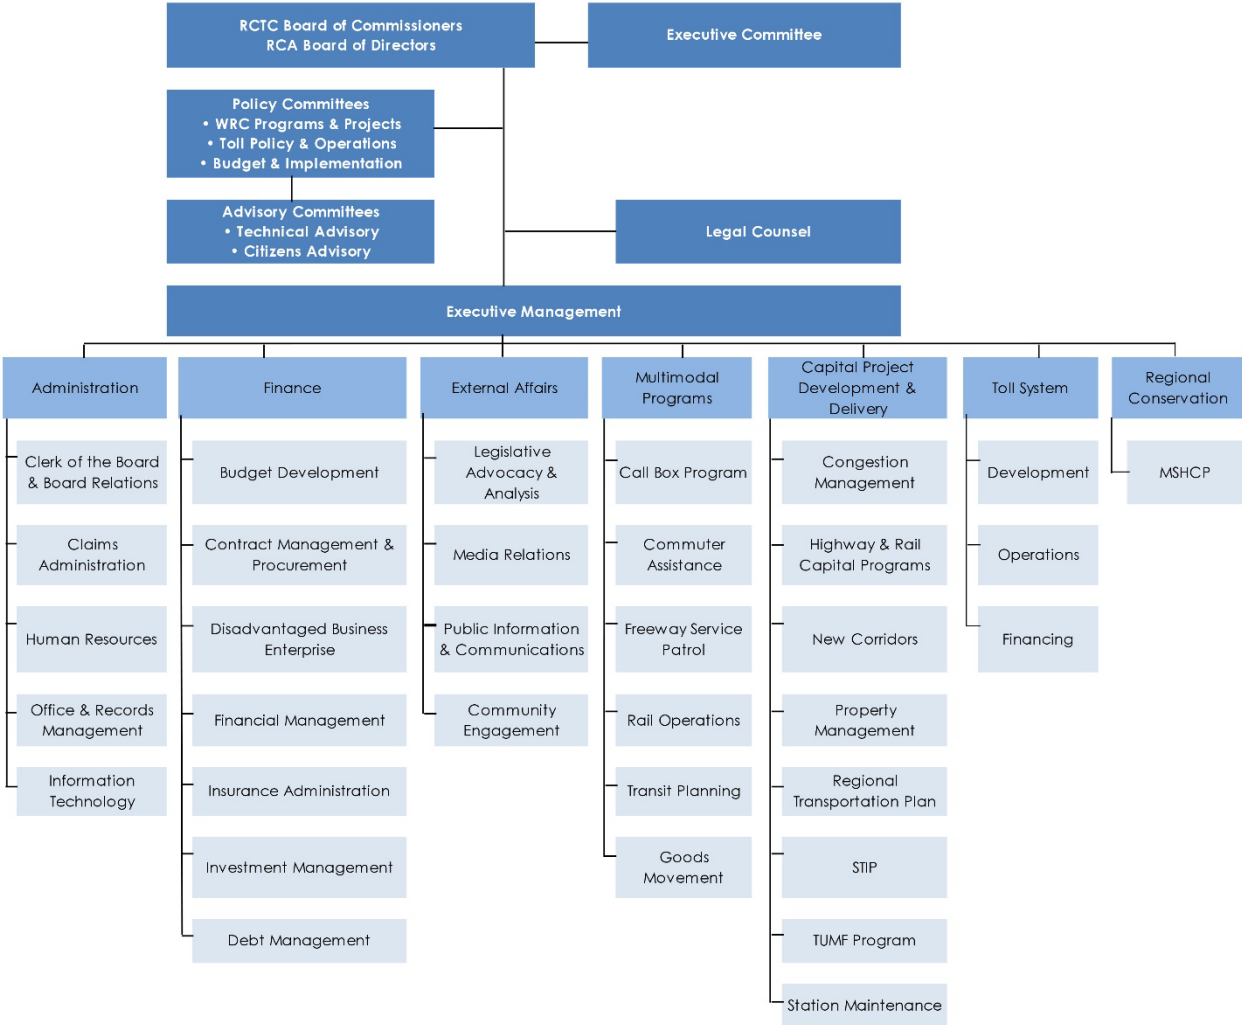 RCTC Board of Commissioners
RCA Board of Directors
Executive Committee
Policy Committees
• WRC Programs & Projects
• Toll Policy & Operations
• Budget & Implementation
Advisory Committees
• Technical Advisory
• Citizens Advisory
Legal Counsel
Executive Management
Administration
Clerk of the Board
& Board Relations
Claims
Administration
Human Resources
Office & Records
Management
Information
Technology
Finance
Budget Development
Contract Management &
Procurement
Disadvantaged Business
Enterprise
Financial Management
Insurance Administration
Investment Management
Debt Management
External Affairs
Legislative
Advocacy &
Analysis
Media Relations
Public Information
& Communications
Community
Engagement
Multimodal
Programs
Call Box Program
Commuter
Assistance
Freeway Service
Patrol
Rail Operations
Transit Planning
Goods
Movement
Capital Project
Development &
Delivery
Congestion
Management
Highway & Rail
Capital Programs
New Corridors
Property
Management
Regional
Transportation Plan
STIP
TUMF Program
Station Maintenance
Toll System
Development
Operations
Financing
Regional
Conservation
MSHCP